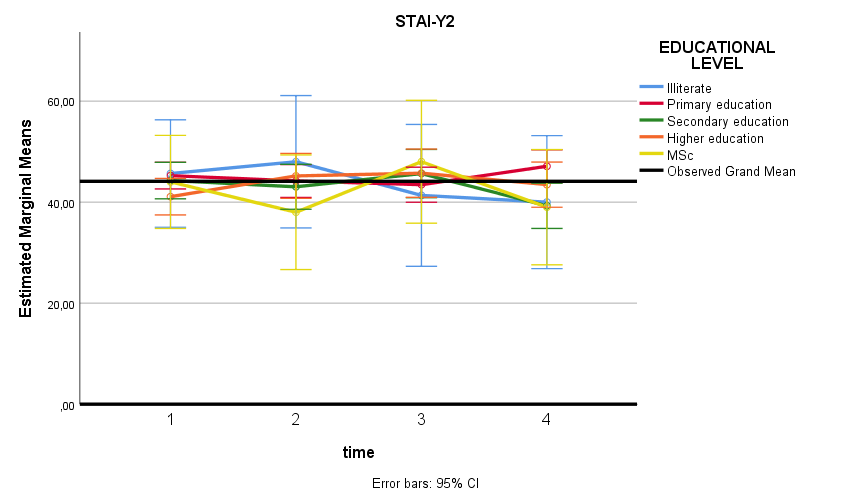 STAI-Y2
Estimated Marginal Means
60,00
40,00
20,00
,00
1 2 3 4
time
EDUCATIONAL
LEVEL
Illiterate
Primary education
Secondary education
Higher education
MSc
Observed Grand Mean
Error bars: 95% CI